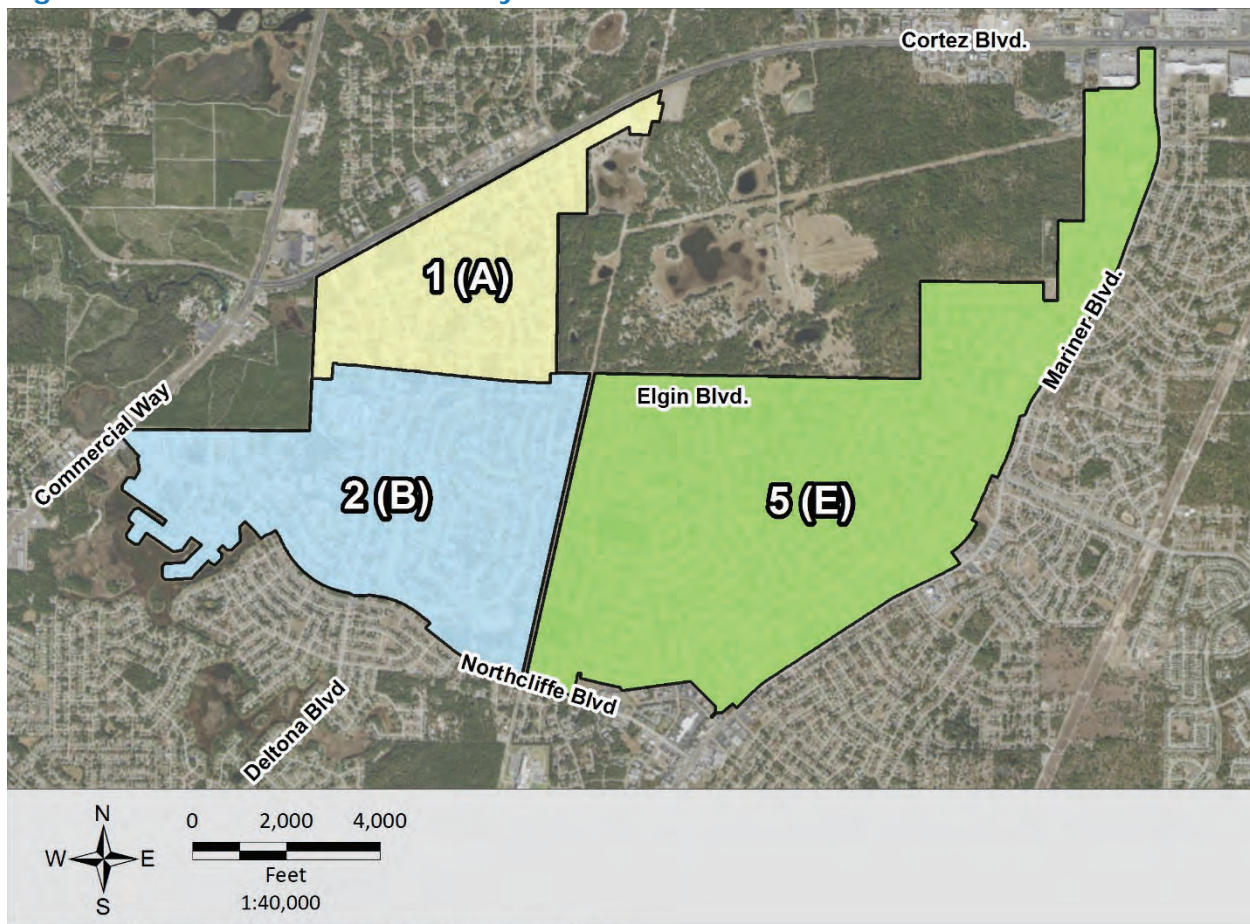 Cortez Blvd.
1 (A)
Mariner Blvd.
Elgin Blvd.
Commercial Way
2 (B)
5 (E)
Northcliffe Blvd
Deltona Blvd
N
W E
S
0 2,000 4,000
Feet
1:40,000